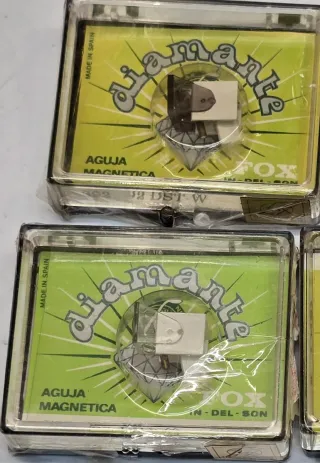 MADE IN SPAIN
diamante
AGUJA
MAGNETICA
FOX
IN-DEL-SON
DST W
MADE IN SPAIN
diamante
AGUJA
MAGNETICA
FOX
IN-DEL-SON